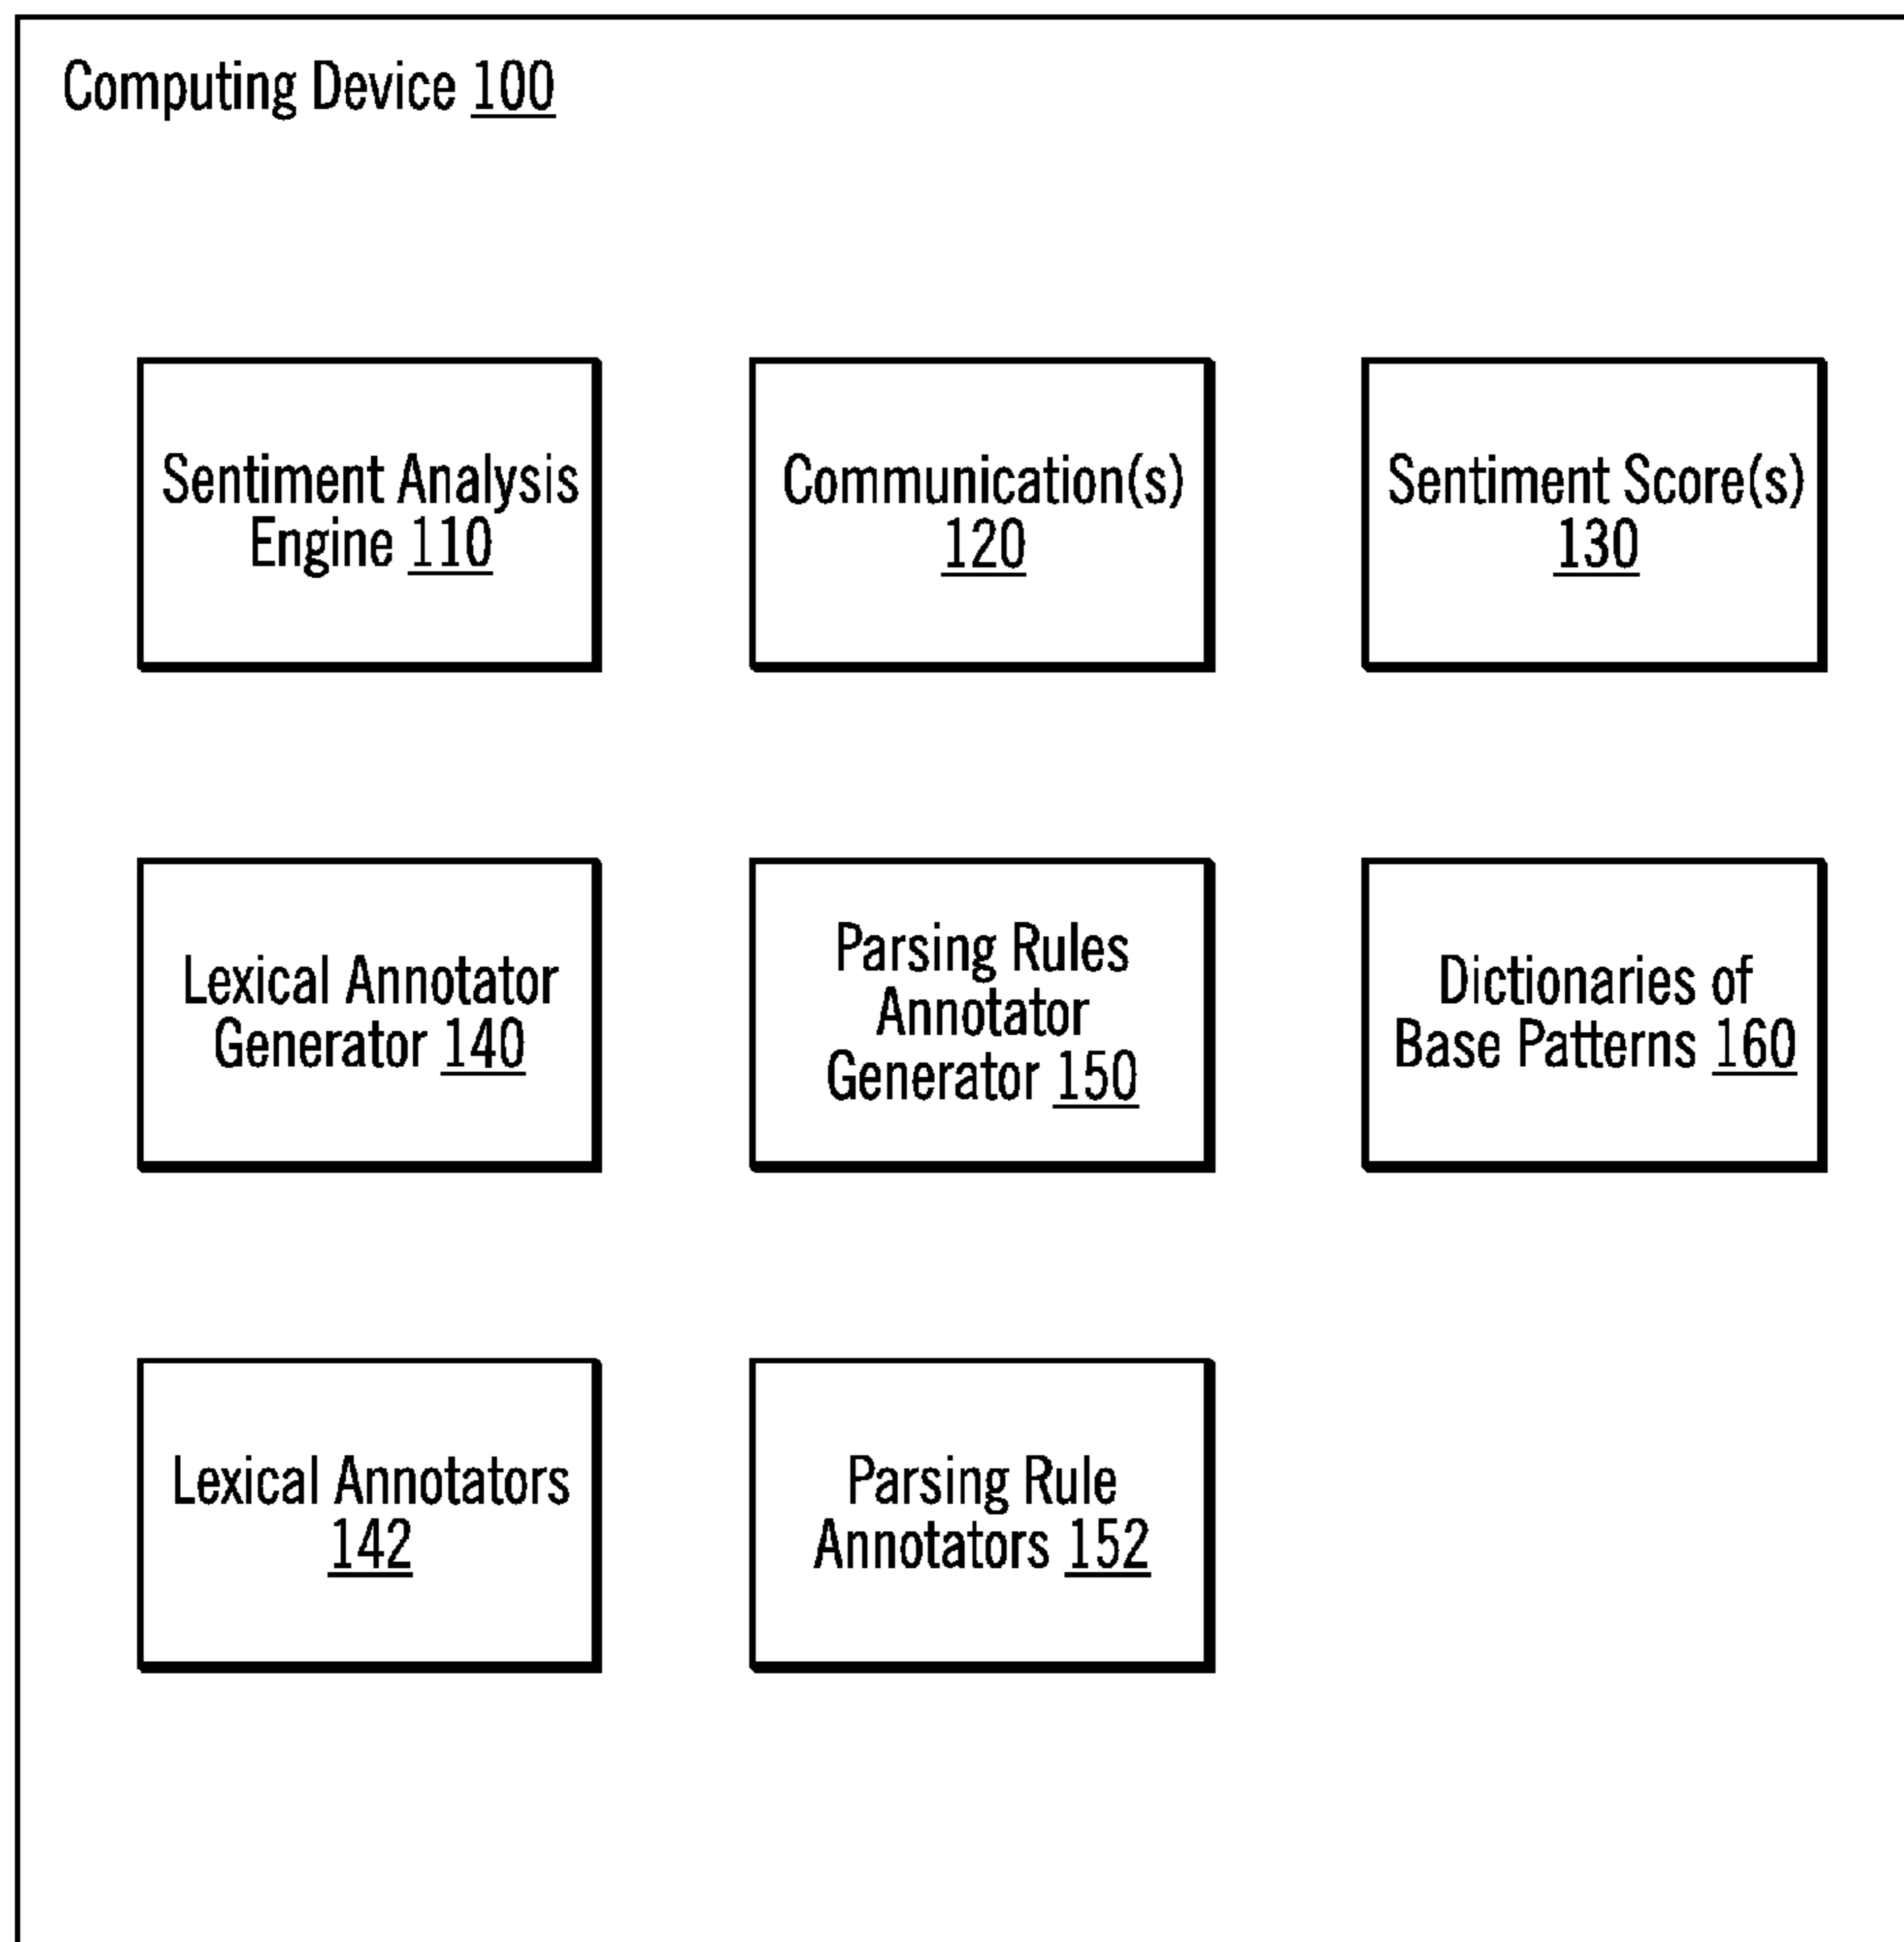 Computing Device 100
Sentiment Analysis
Engine 110
Communication(s)
120
Sentiment Score(s)
130
Lexical Annotator
Generator 140
Parsing Rules
Annotator
Generator 150
Dictionaries of
Base Patterns 160
Lexical Annotators
142
Parsing Rule
Annotators 152